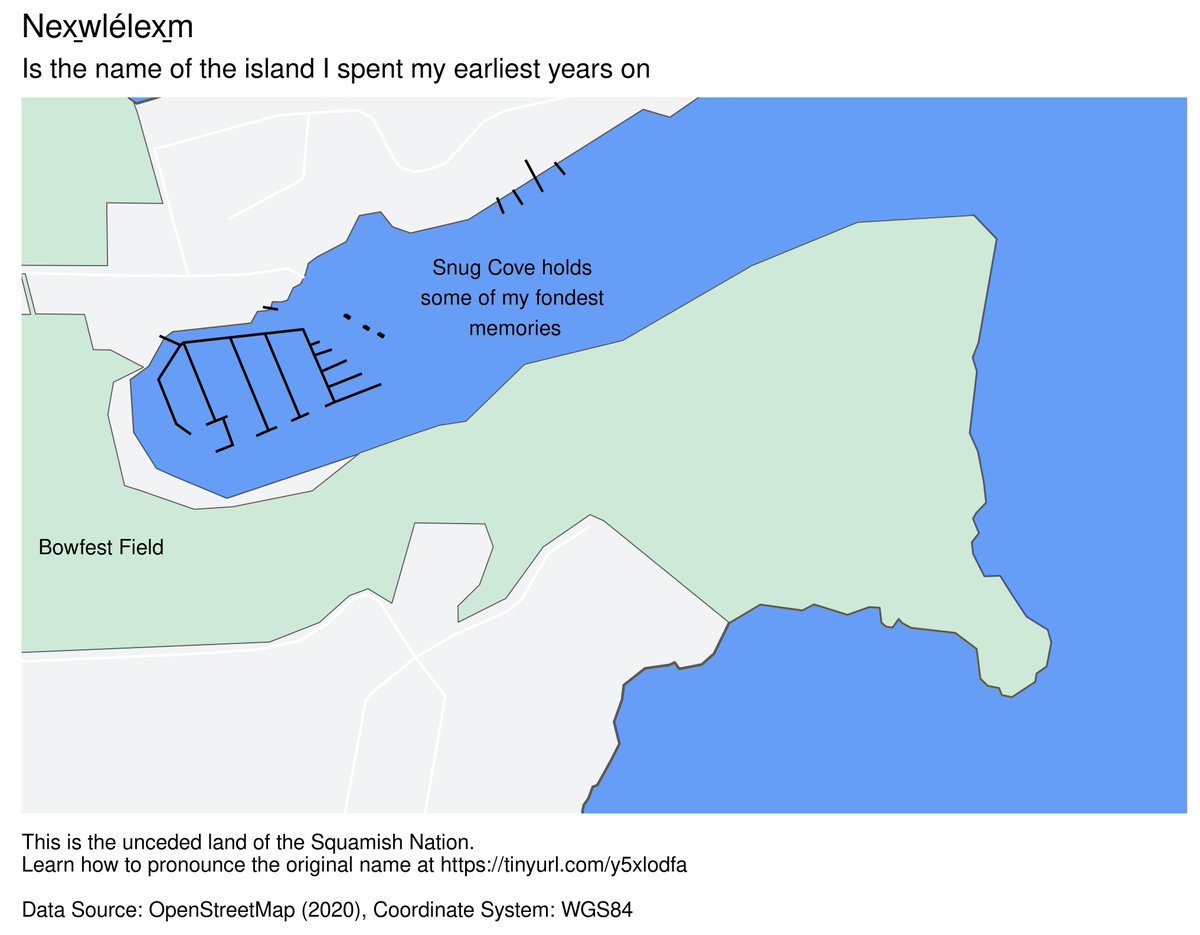 Nex̱wlélex̱m
Is the name of the island I spent my earliest years on
Snug Cove holds
some of my fondest
memories
Bowfest Field
This is the unceded land of the Squamish Nation.
Learn how to pronounce the original name at https://tinyurl.com/y5xlodfa
Data Source: OpenStreetMap (2020), Coordinate System: WGS84